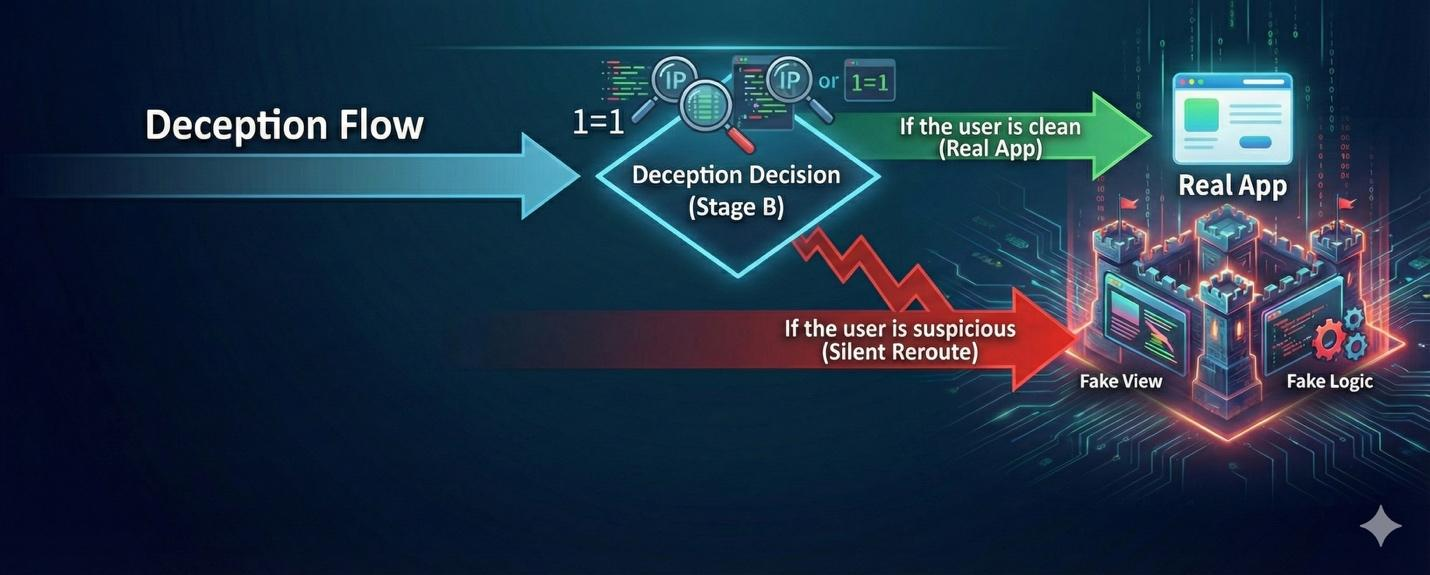 Deception Flow
1=1
IP
IP
or
1=1
Deception Decision
(Stage B)
If the user is clean
(Real App)
Real App
If the user is suspicious
(Silent Reroute)
Fake View
Fake Logic